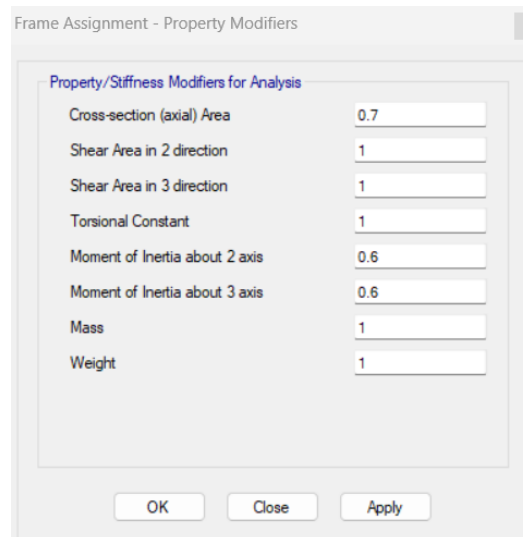 Frame Assignment - Property Modifiers
Property/Stiffness Modifiers for Analysis
Cross-section (axial) Area 0.7
Shear Area in 2 direction 1
Shear Area in 3 direction 1
Torsional Constant 1
Moment of Inertia about 2 axis 0.6
Moment of Inertia about 3 axis 0.6
Mass 1
Weight 1
OK Close Apply